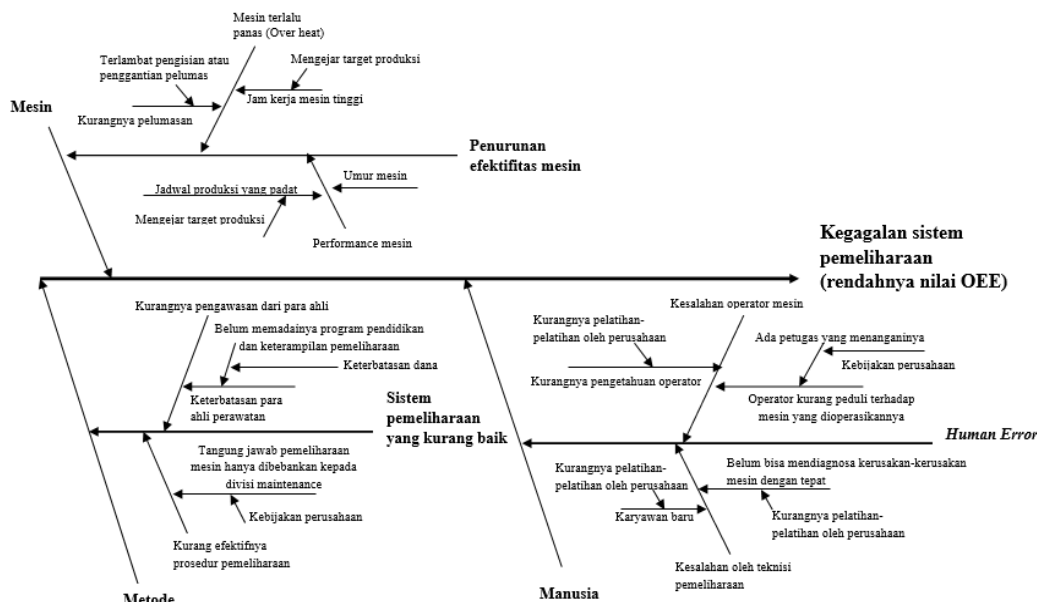 Mesin terlalu
panas (Over heat)
Terlambat pengisian atau
penggantian pelumas
Mengejar target produksi
Jam kerja mesin tinggi
Mesin
Kurangnya pelumasan
Penurunan
efektifitas mesin
Umur mesin
Jadwal produksi yang padat
Mengejar target produksi
Performance mesin
Kegagalan sistem
pemeliharaan
(rendahnya nilai OEE)
Kurangnya pengawasan dari para ahli
Belum memadainya program pendidikan
dan keterampilan pemeliharaan
Keterbatasan dana
Keterbatasan para
ahli perawatan
Sistem
pemeliharaan
yang kurang baik
Tangung jawab pemeliharaan
mesin hanya dibebankan kepada
divisi maintenance
Kebijakan perusahaan
Kurang efektifnya
prosedur pemeliharaan
Metode
Kesalahan operator mesin
Kurangnya pelatihan-
pelatihan oleh perusahaan
Kurangnya pengetahuan operator
Ada petugas yang menanganinya
Kebijakan perusahaan
Operator kurang peduli terhadap
mesin yang dioperasikannya
Human Error
Kurangnya pelatihan-
pelatihan oleh perusahaan
Karyawan baru
Belum bisa mendiagnosa kerusakan-kerusakan
mesin dengan tepat
Kurangnya pelatihan-
pelatihan oleh perusahaan
Kesalahan oleh teknisi
pemeliharaan
Manusia